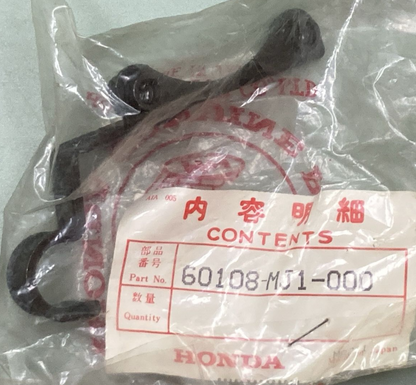 内容明細
CONTENTS
部品番号
Part No. 60108-MJ1-000
数量
Quantity
HONDA